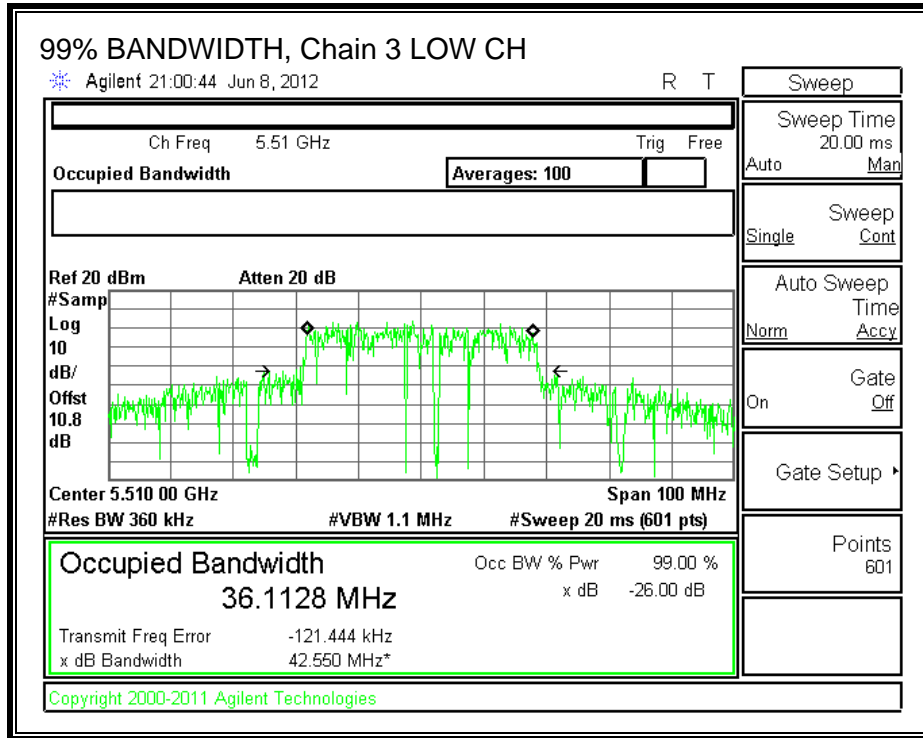 99% BANDWIDTH, Chain 3 LOW CH
Agilent 21:00:44 Jun 8, 2012 R T
Ch Freq 5.51 GHz Trig Free
Occupied Bandwidth Averages: 100
Ref 20 dBm Atten 20 dB
#Samp
Log
10
dB/
Offst
10.8
dB
Center 5.510 00 GHz Span 100 MHz
#Res BW 360 kHz #VBW 1.1 MHz #Sweep 20 ms (601 pts)
Occupied Bandwidth Occ BW % Pwr 99.00 %
36.1128 MHz x dB -26.00 dB
Transmit Freq Error -121.444 kHz
x dB Bandwidth 42.550 MHz*
Copyright 2000-2011 Agilent Technologies
Sweep
Sweep Time
20.00 ms
Auto Man
Sweep
Single Cont
Auto Sweep
Time
Norm Accy
Gate
On Off
Gate Setup
Points
601